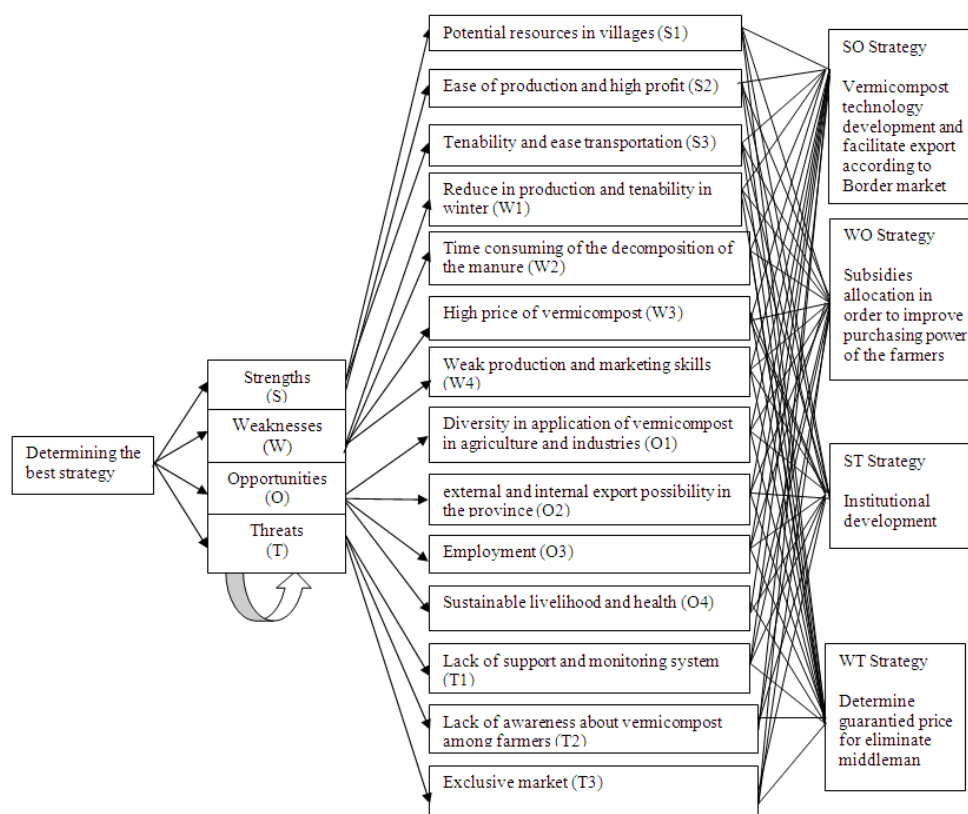 Determining the
best strategy
Strengths
(S)
Weaknesses
(W)
Opportunities
(O)
Threats
(T)
Potential resources in villages (S1)
Ease of production and high profit (S2)
Tenability and ease transportation (S3)
Reduce in production and tenability in
winter (W1)
Time consuming of the decomposition of
the manure (W2)
High price of vermicompost (W3)
Weak production and marketing skills
(W4)
Diversity in application of vermicompost
in agriculture and industries (O1)
external and internal export possibility in
the province (O2)
Employment (O3)
Sustainable livelihood and health (O4)
Lack of support and monitoring system
(T1)
Lack of awareness about vermicompost
among farmers (T2)
Exclusive market (T3)
SO Strategy
Vermicompost
technology
development and
facilitate export
according to
Border market
WO Strategy
Subsidies
allocation in
order to improve
purchasing power
of the farmers
ST Strategy
Institutional
development
WT Strategy
Determine
guarantied price
for eliminate
middleman